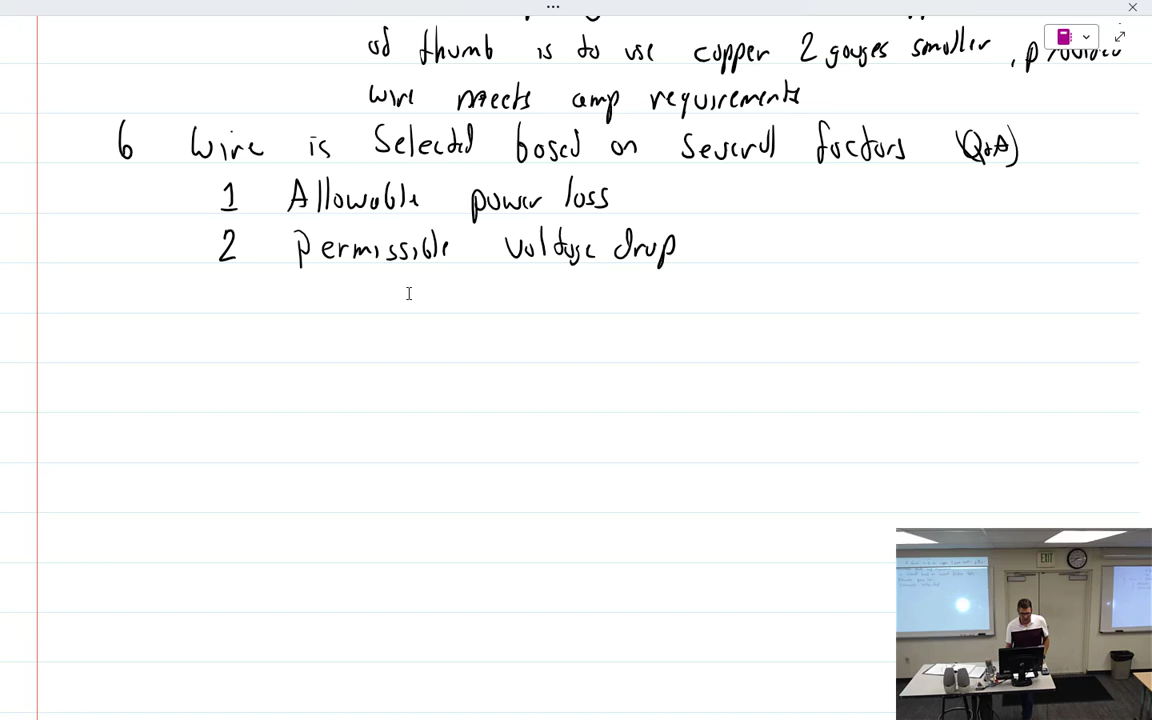 of thumb is to use copper 2 gauges smaller, provided
wire meets amp requirements
6 Wire is Selected based on several factors (Q&A)
1 Allowable power loss
2 Permissible voltage drop
EXIT